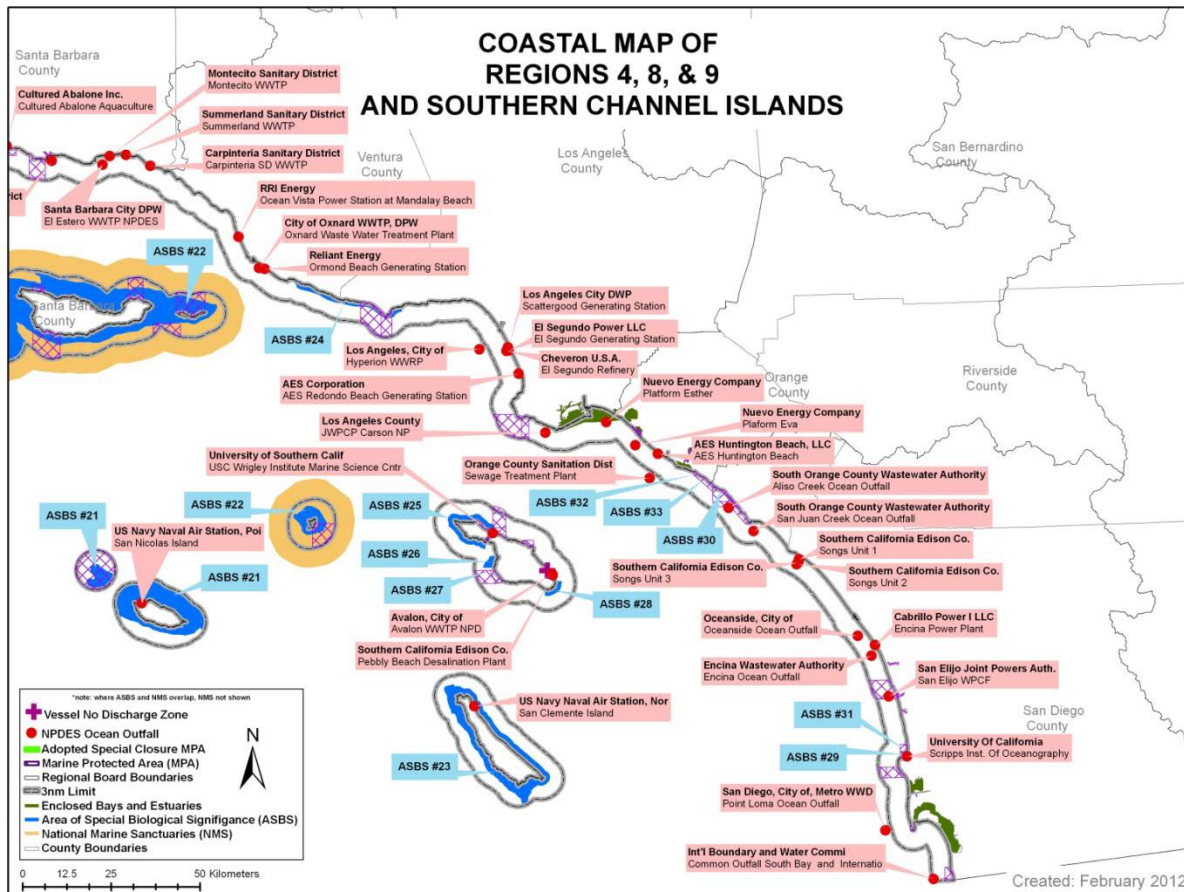 COASTAL MAP OF
REGIONS 4, 8, & 9
AND SOUTHERN CHANNEL ISLANDS
Santa Barbara
County
Montecito Sanitary District
Montecito WWTP
Cultured Abalone Inc.
Cultured Abalone Aquaculture
Summerland Sanitary District
Summerland WWTP
Carpinteria Sanitary District
Carpinteria SD WWTP
Ventura
County
Los Angeles
County
San Bernardino
County
rict
Santa Barbara City DPW
El Estero WWTP NPDES
RRI Energy
Ocean Vista Power Station at Mandalay Beach
City of Oxnard WWTP, DPW
Oxnard Waste Water Treatment Plant
Reliant Energy
Ormond Beach Generating Station
ASBS #22
Santa Barbara
County
ASBS #24
Los Angeles City DWP
Scattergood Generating Station
El Segundo Power LLC
El Segundo Generating Station
Los Angeles, City of
Hyperion WWRP
Cheveron U.S.A.
El Segundo Refinery
AES Corporation
AES Redondo Beach Generating Station
Nuevo Energy Company
Platform Esther
Orange
County
Riverside
County
Los Angeles County
JWPCP Carson NP
Nuevo Energy Company
Plaform Eva
University of Southern Calif
USC Wrigley Institute Marine Science Cntr
AES Huntington Beach, LLC
AES Huntington Beach
Orange County Sanitation Dist
Sewage Treatment Plant
South Orange County Wastewater Authority
Aliso Creek Ocean Outfall
ASBS #32
ASBS #33
ASBS #30
South Orange County Wastewater Authority
San Juan Creek Ocean Outfall
ASBS #21
ASBS #22
ASBS #25
US Navy Naval Air Station, Poi
San Nicolas Island
ASBS #26
Southern California Edison Co.
Songs Unit 1
Southern California Edison Co.
Songs Unit 3
Southern California Edison Co.
Songs Unit 2
ASBS #21
ASBS #27
ASBS #28
Avalon, City of
Avalon WWTP NPD
Southern California Edison Co.
Pebbly Beach Desalination Plant
Oceanside, City of
Oceanside Ocean Outfall
Cabrillo Power I LLC
Encina Power Plant
Encina Wastewater Authority
Encina Ocean Outfall
San Elijo Joint Powers Auth.
San Elijo WPCF
US Navy Naval Air Station, Nor
San Clemente Island
ASBS #31
San Diego
County
ASBS #23
ASBS #29
University Of California
Scripps Inst. Of Oceanography
San Diego, City of, Metro WWD
Point Loma Ocean Outfall
Int'l Boundary and Water Commi
Common Outfall South Bay and Internatio
*note: where ASBS and NMS overlap, NMS not shown
Vessel No Discharge Zone
NPDES Ocean Outfall
Adopted Special Closure MPA
Marine Protected Area (MPA)
Regional Board Boundaries
3nm Limit
Enclosed Bays and Estuaries
Area of Special Biological Signifigance (ASBS)
National Marine Sanctuaries (NMS)
County Boundaries
N
0 12.5 25 50 Kilometers
Created: February 2012